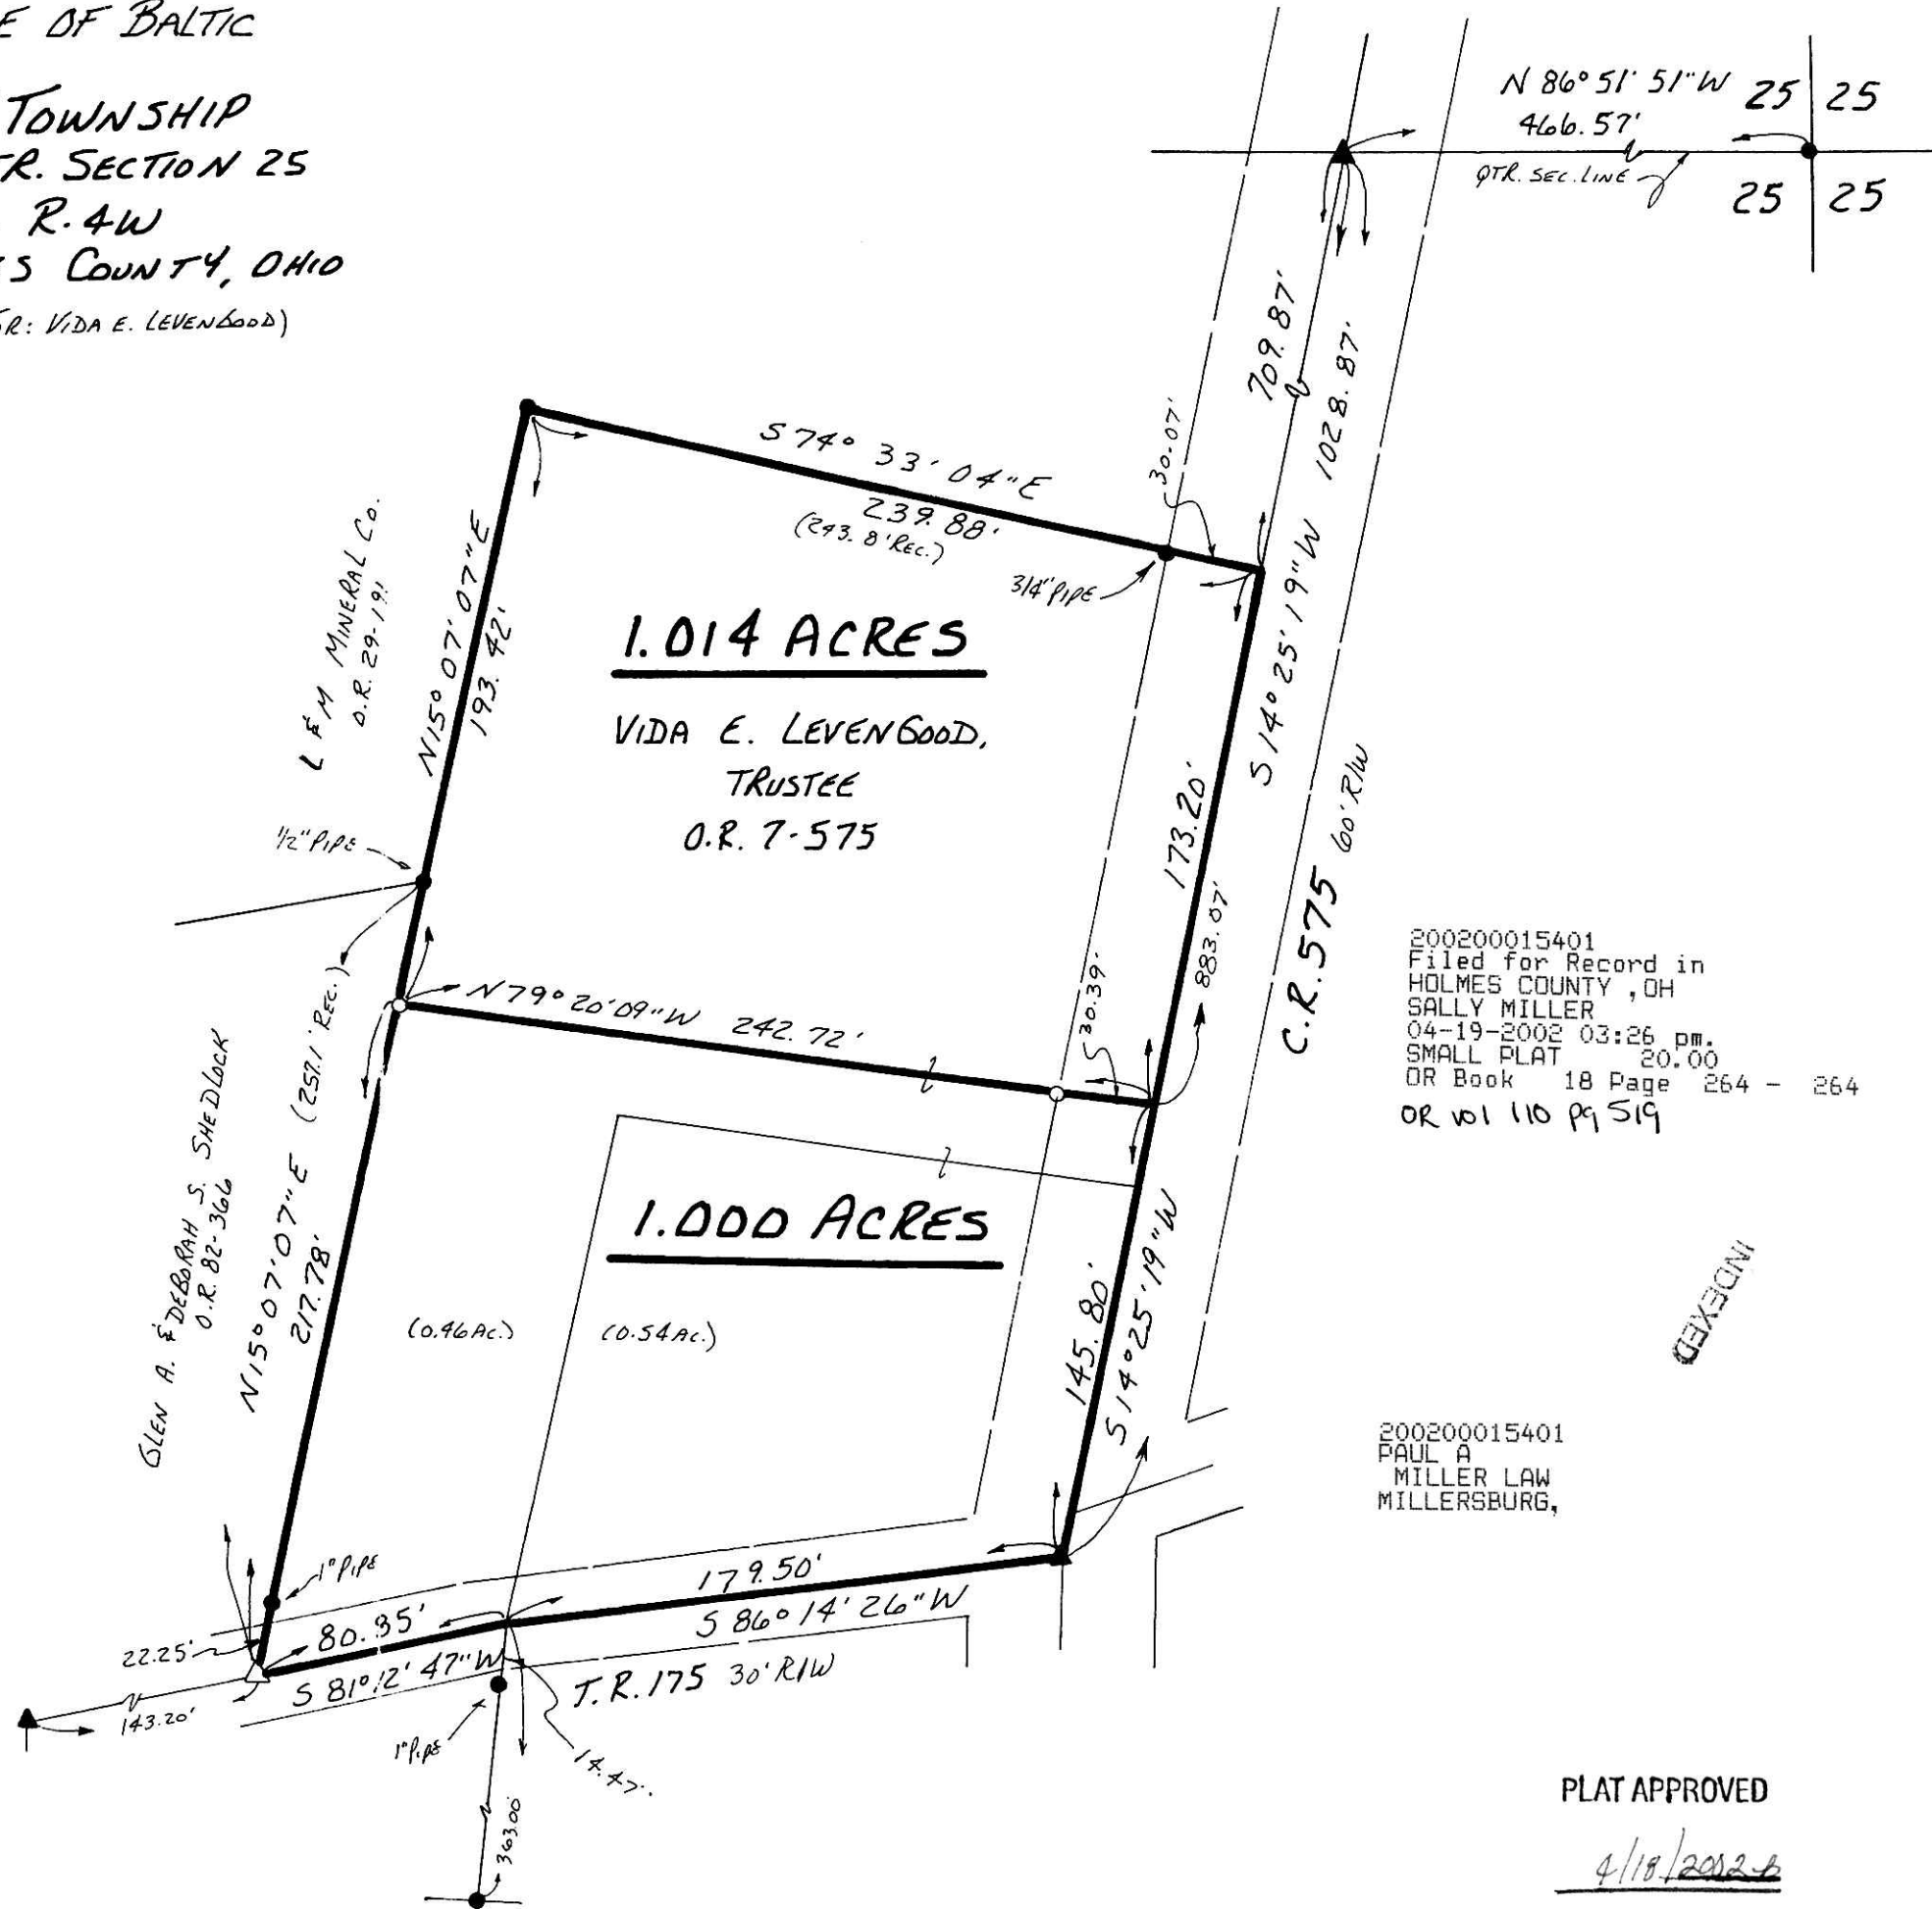 E OF BALTIC
TOWNSHIP
TR. SECTION 25
R. 4W
ES COUNTY, OHIO
OR: VIDA E. LEVENGOOD)
N 86° 51' 51" W
466.57'
QTR. SEC. LINE
25 25
25 25
709.87'
1028.87'
S 14° 25' 19" W
S 74° 33' 04" E
239.88'
(243.8' REC.)
30.07'
3/4" PIPE
L & M MINERAL CO.
O.R. 29-191
N15° 07' 07" E
193.42'
1.014 ACRES
VIDA E. LEVENGOOD,
TRUSTEE
O.R. 7-575
1/2" PIPE
173.20'
883.07'
C.R. 575 60' R/W
30.39'
N 79° 20' 09" W 242.72'
(257.1' REC.)
GLEN A. & DEBORAH S. SHEDLOCK
O.R. 82-366
N15° 07' 07" E
217.78'
1.000 ACRES
(0.46 AC.)
(0.54 AC.)
145.80'
S 14° 25' 19" W
1" PIPE
22.25'
80.35'
S 81° 12' 47" W
179.50'
S 86° 14' 26" W
T.R. 175 30' R/W
143.20'
1" PIPE
14.47'
363.00
200200015401
Filed for Record in
HOLMES COUNTY ,OH
SALLY MILLER
04-19-2002 03:26 pm.
SMALL PLAT 20.00
OR Book 18 Page 264 - 264
OR vol 110 pg 519
INDEXED
200200015401
PAUL A
MILLER LAW
MILLERSBURG,
PLAT APPROVED
4/18/2002